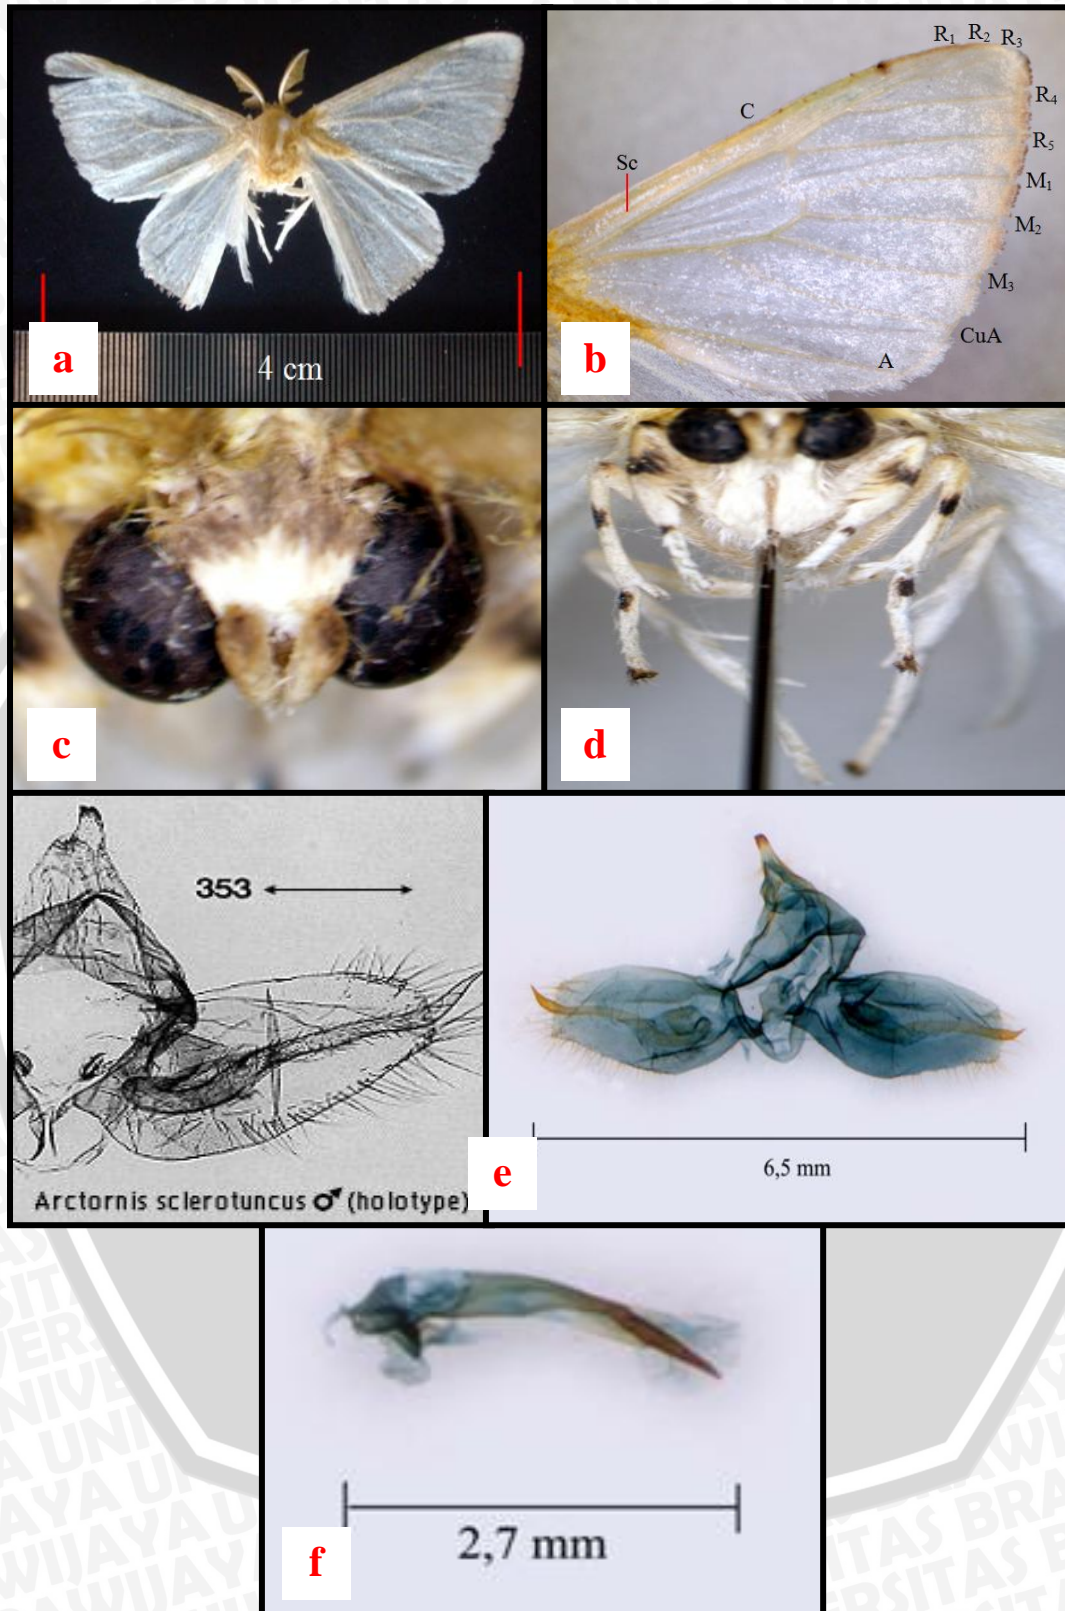 a
4 cm
b
C
Sc
R₁
R₂
R₃
R₄
R₅
M₁
M₂
M₃
CuA
A
c
d
353
Arctornis sclerotuncus ♂ (holotype)
e
6,5 mm
f
2,7 mm